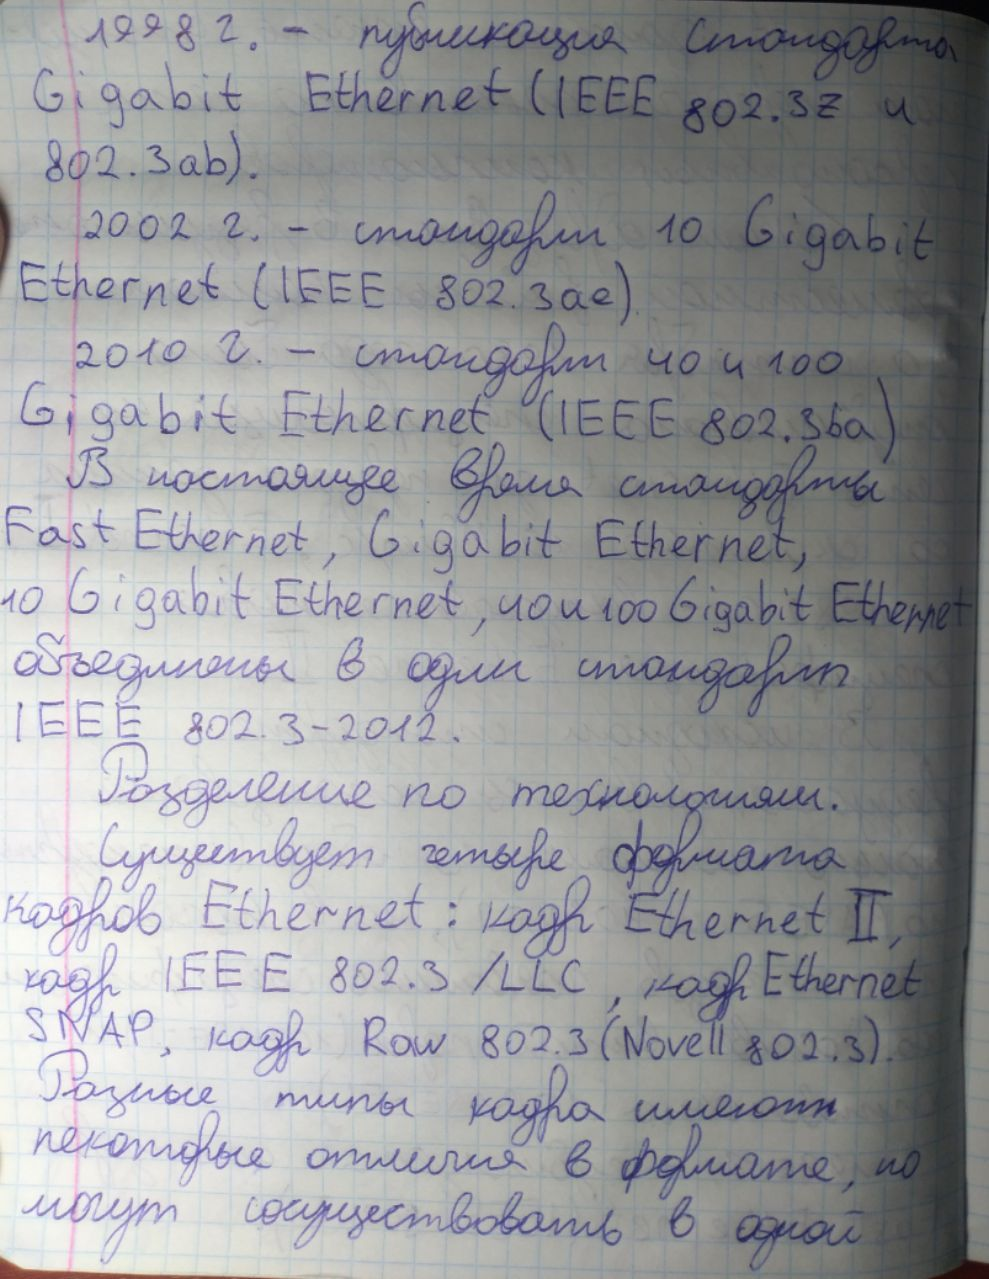 1998 г. - публикация стандарта
Gigabit Ethernet (IEEE 802.3z и
802.3ab).
2002 г. - стандарт 10 Gigabit
Ethernet (IEEE 802.3ae)
2010 г. - стандарт 40 и 100
Gigabit Ethernet (IEEE 802.3ba)
В настоящее время стандарты
Fast Ethernet, Gigabit Ethernet,
10 Gigabit Ethernet, 40 и 100 Gigabit Ethernet
объединены в один стандарт
IEEE 802.3-2012.
Разделение по технологиям.
Существует четыре формата
кадров Ethernet: кадр Ethernet II,
кадр IEEE 802.3/LLC, кадр Ethernet
SNAP, кадр Raw 802.3 (Novell 802.3).
Разные типы кадра имеют
некоторые отличия в формате, но
могут сосуществовать в одной